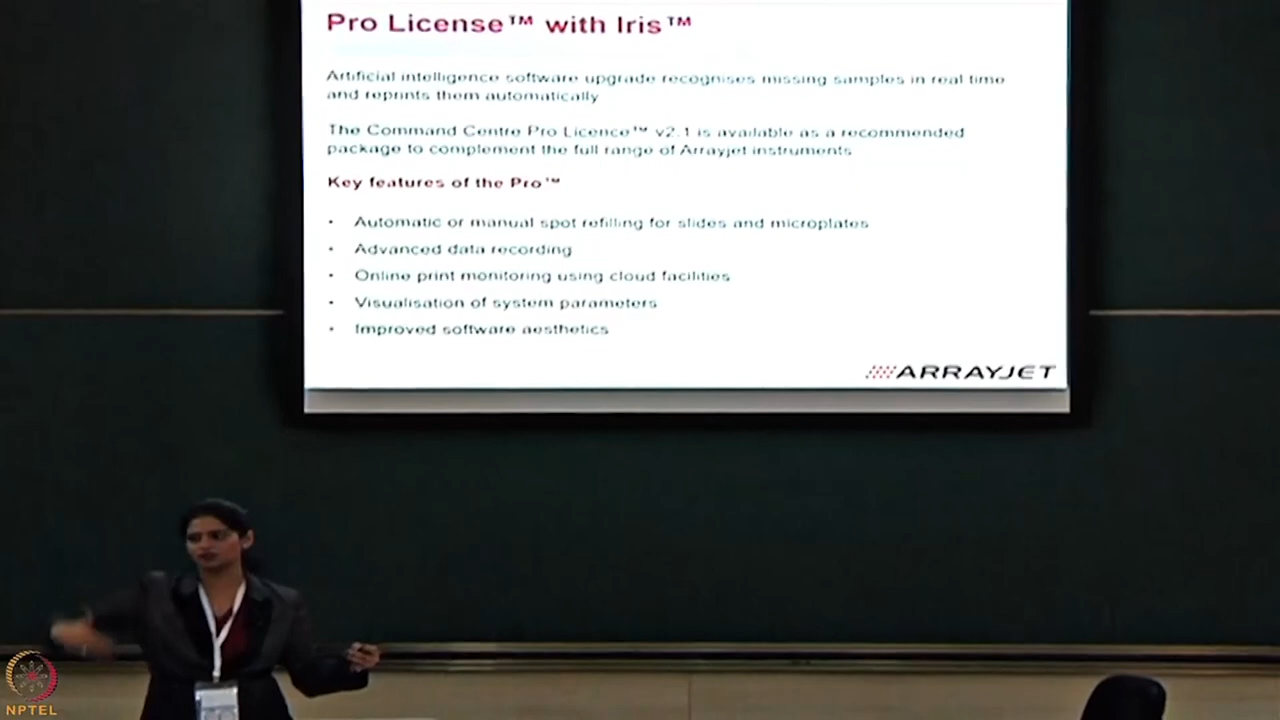 Pro License™ with Iris™
Artificial intelligence software upgrade recognises missing samples in real time
and reprints them automatically
The Command Centre Pro Licence™ v2.1 is available as a recommended
package to complement the full range of Arrayjet instruments
Key features of the Pro™
• Automatic or manual spot refilling for slides and microplates
• Advanced data recording
• Online print monitoring using cloud facilities
• Visualisation of system parameters
• Improved software aesthetics
ARRAYJET
NPTEL